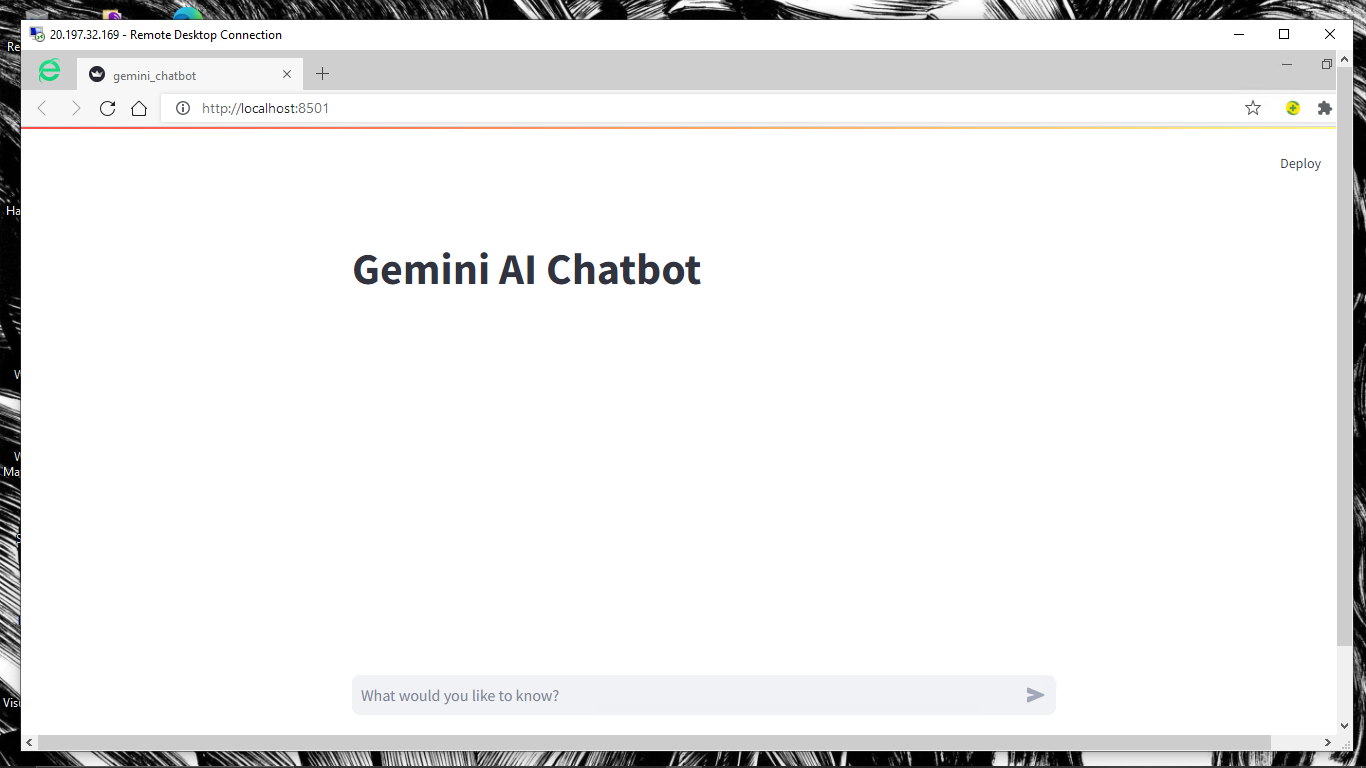 20.197.32.169 - Remote Desktop Connection
gemini_chatbot
http://localhost:8501
Deploy
Gemini AI Chatbot
What would you like to know?